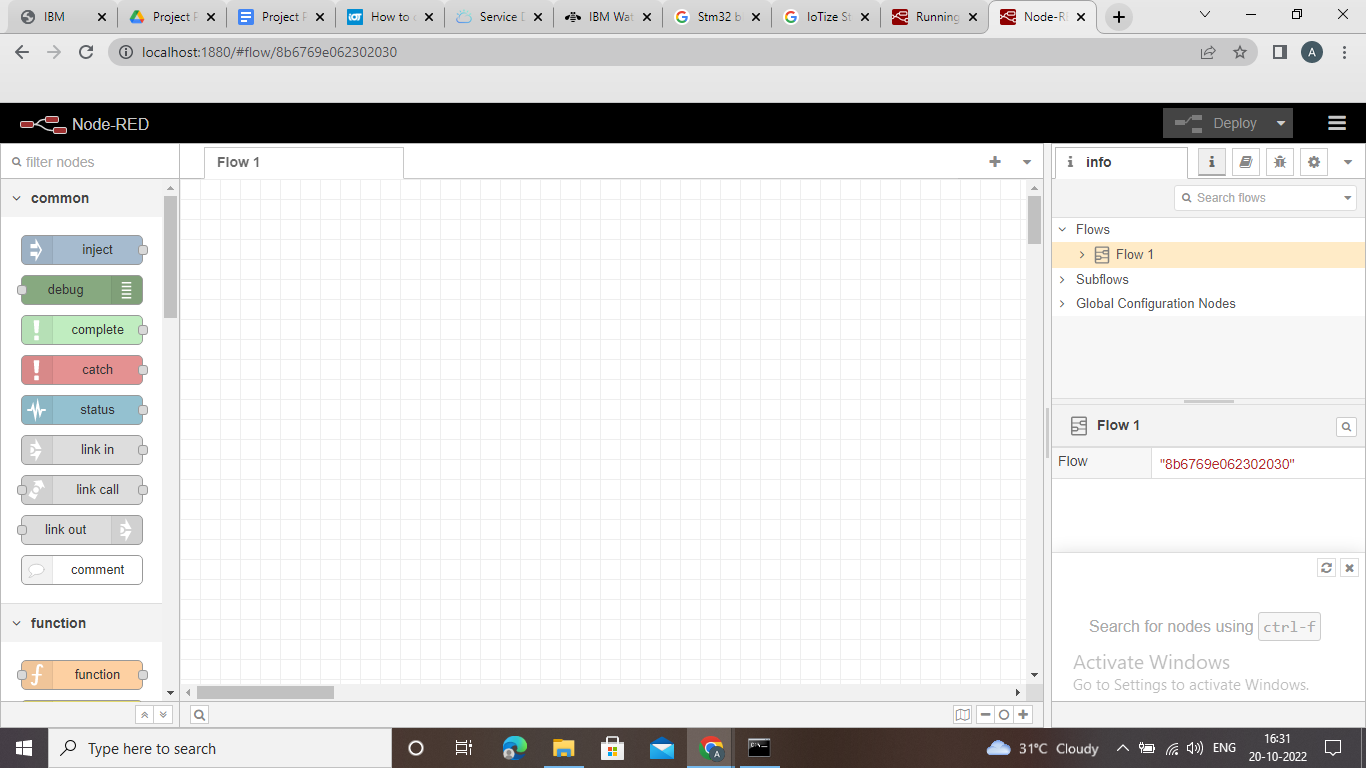 IBM
Project P
Project P
How to c
Service D
IBM Wat
Stm32 b
IoTize St
Running
Node-RE
localhost:1880/#flow/8b6769e062302030
A
Node-RED
Deploy
filter nodes
Flow 1
info
common
Search flows
inject
Flows
Flow 1
debug
Subflows
Global Configuration Nodes
complete
catch
status
Flow 1
link in
Flow
"8b6769e062302030"
link call
link out
comment
function
Search for nodes using ctrl-f
Activate Windows
function
Go to Settings to activate Windows.
Type here to search
A
31°C Cloudy
ENG
16:31
20-10-2022